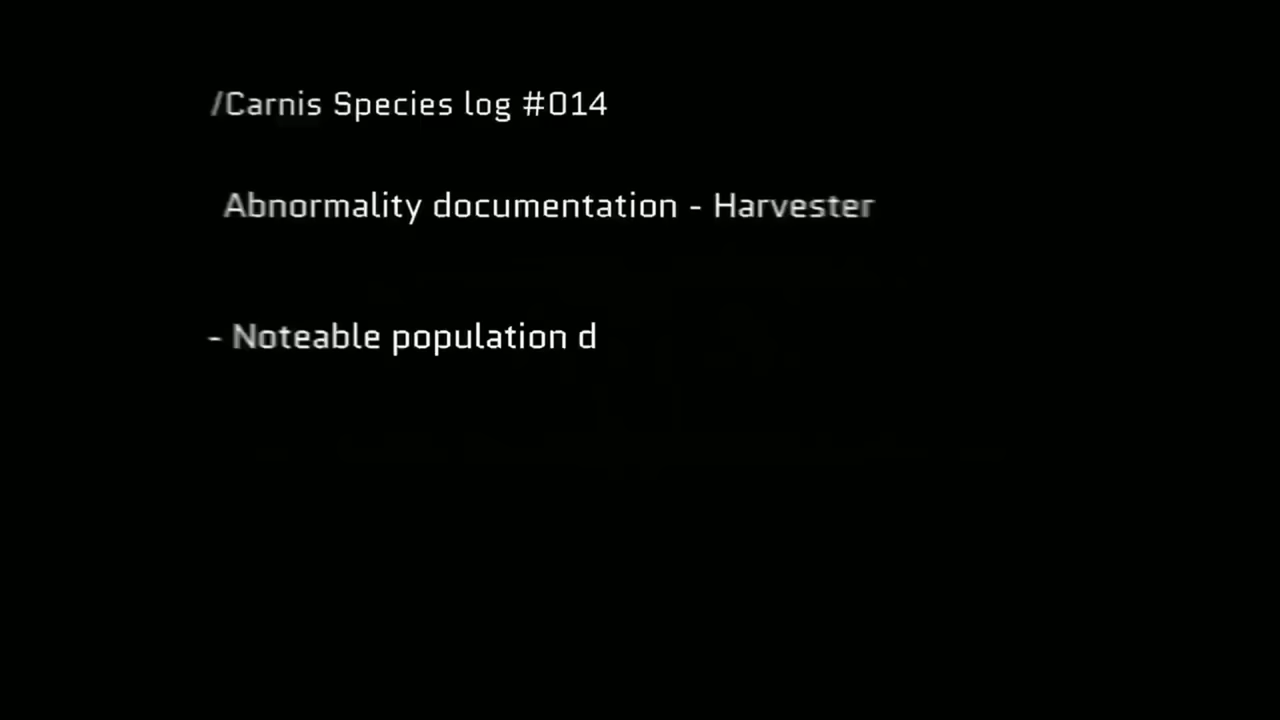 /Carnis Species log #014
Abnormality documentation - Harvester
- Noteable population d